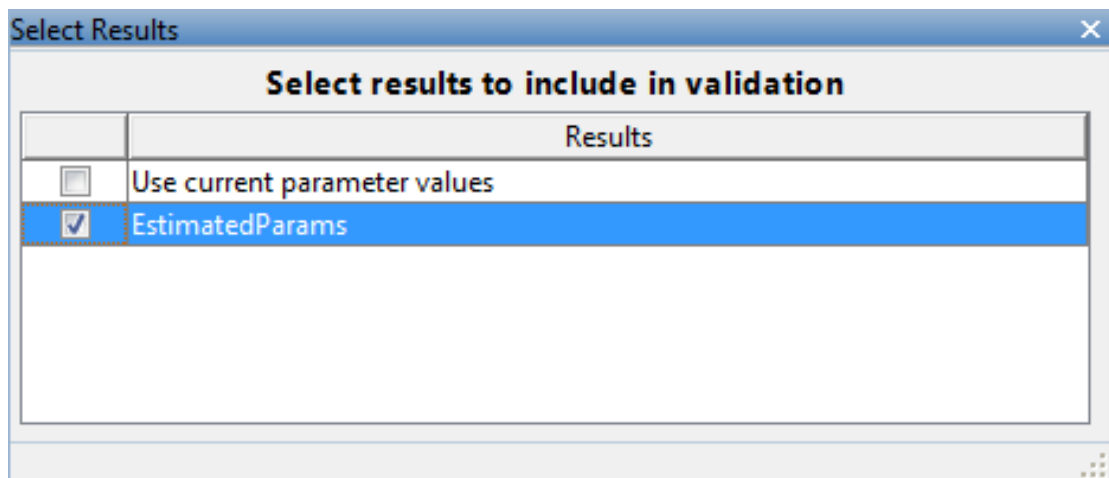 Select Results
Select results to include in validation
Results
Use current parameter values
EstimatedParams